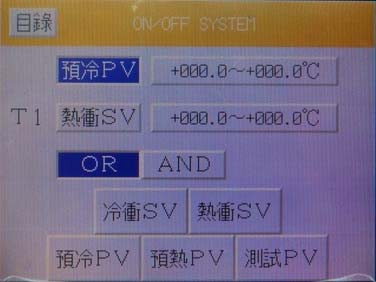 目錄 ON/OFF SYSTEM
預冷PV +000.0～+000.0℃
T1 熱衝SV +000.0～+000.0℃
OR AND
冷衝SV 熱衝SV
預冷PV 預熱PV 測試PV